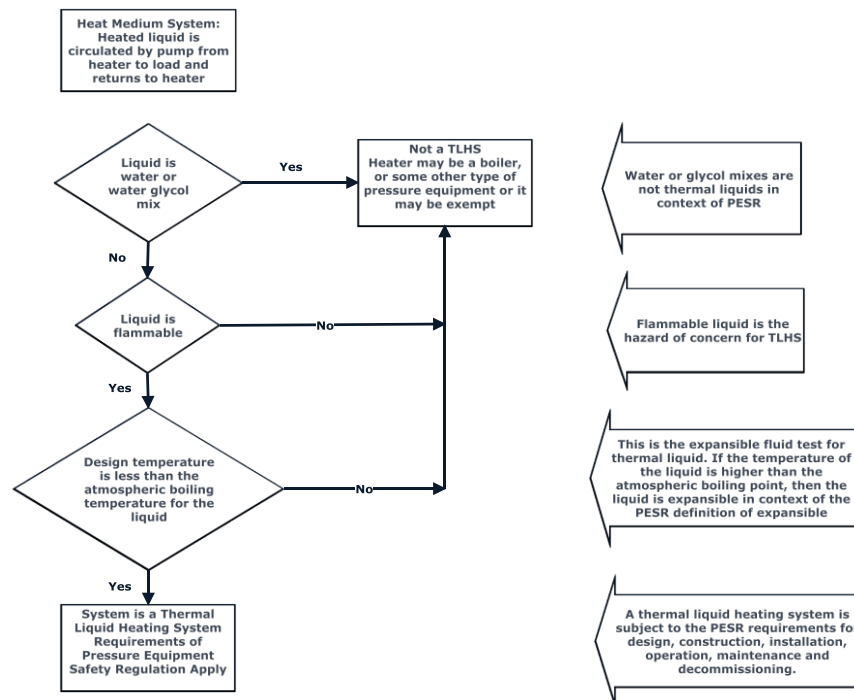 Heat Medium System:
Heated liquid is
circulated by pump from
heater to load and
returns to heater
Liquid is
water or
water glycol
mix
Yes
Not a TLHS
Heater may be a boiler,
or some other type of
pressure equipment or it
may be exempt
Water or glycol mixes are
not thermal liquids in
context of PESR
No
Liquid is
flammable
No
Flammable liquid is the
hazard of concern for TLHS
Yes
Design temperature
is less than the
atmospheric boiling
temperature for the
liquid
No
This is the expansible fluid test for
thermal liquid. If the temperature of
the liquid is higher than the
atmospheric boiling point, then the
liquid is expansible in context of the
PESR definition of expansible
Yes
System is a Thermal
Liquid Heating System
Requirements of
Pressure Equipment
Safety Regulation Apply
A thermal liquid heating system is
subject to the PESR requirements for
design, construction, installation,
operation, maintenance and
decommissioning.